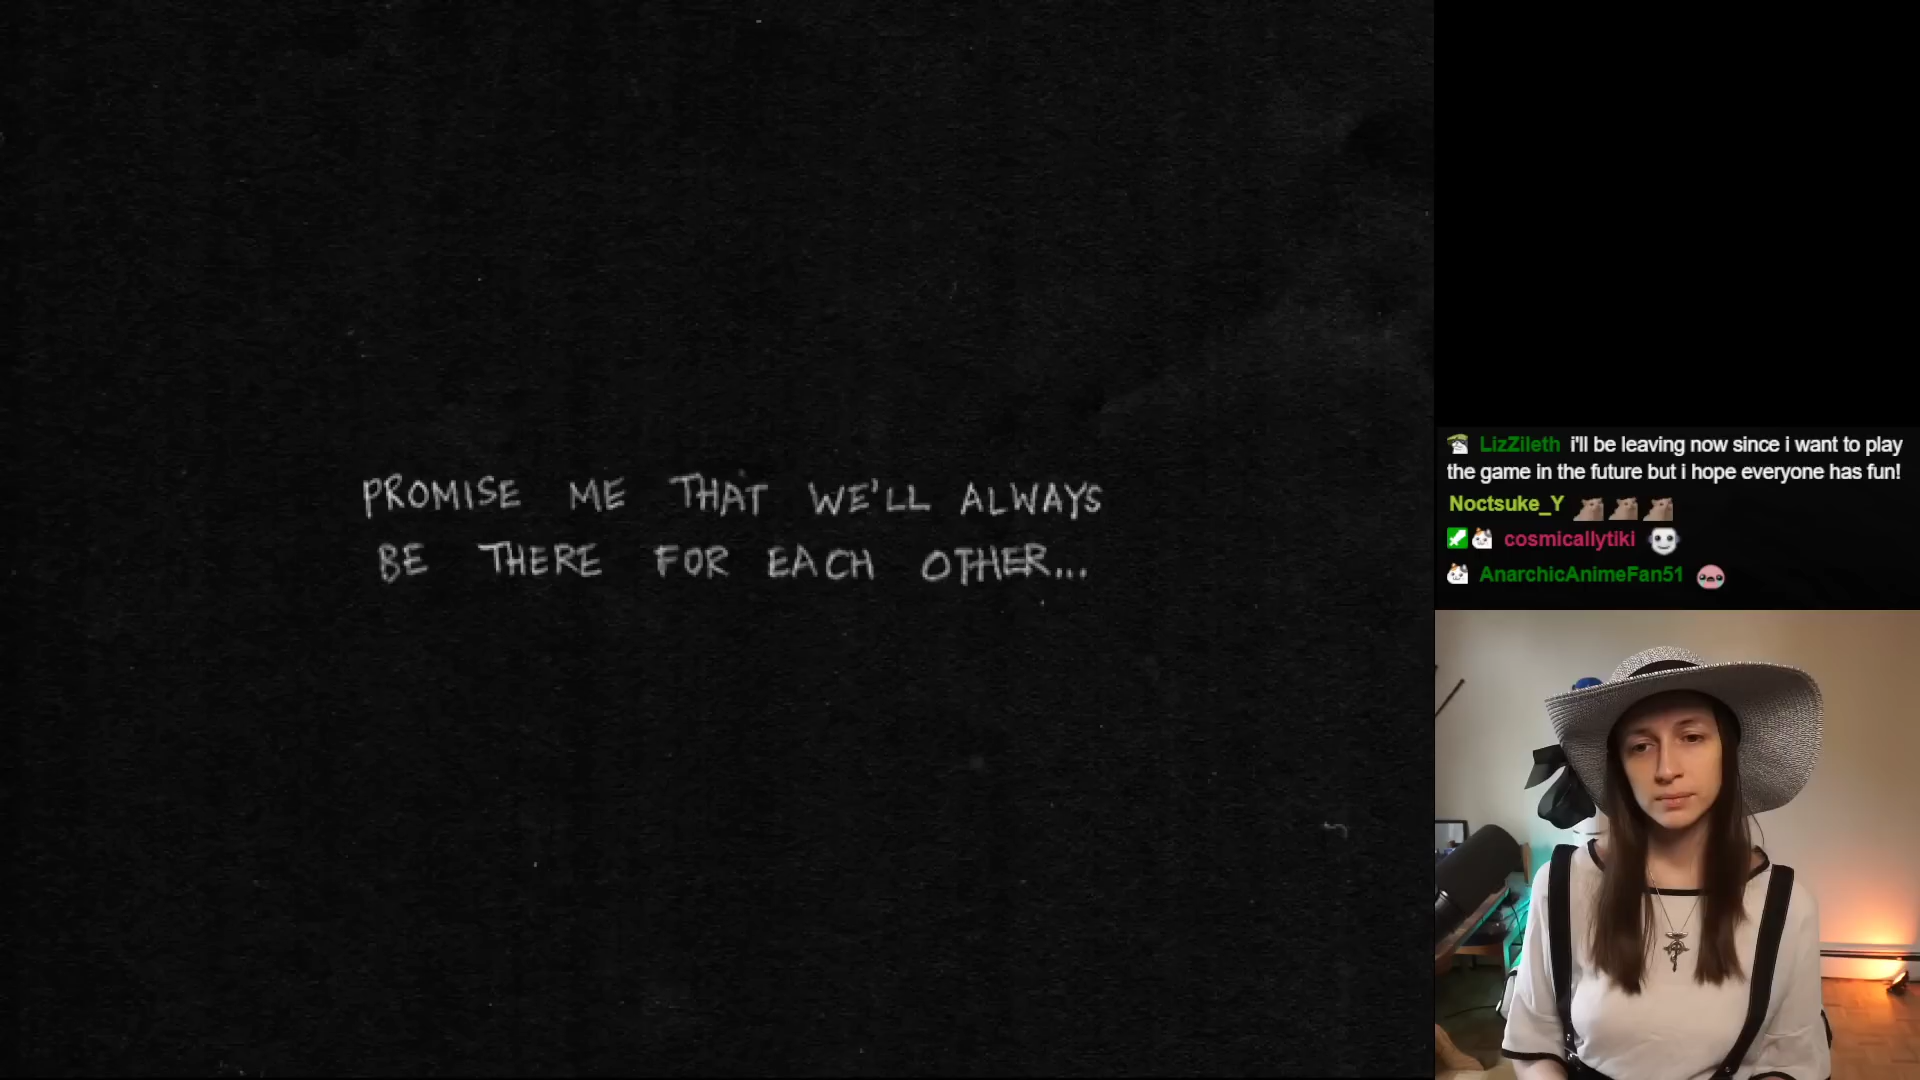 PROMISE ME THAT WE'LL ALWAYS
BE THERE FOR EACH OTHER...
LizZileth i'll be leaving now since i want to play
the game in the future but i hope everyone has fun!
Noctsuke_Y
cosmicallytiki
AnarchicAnimeFan51